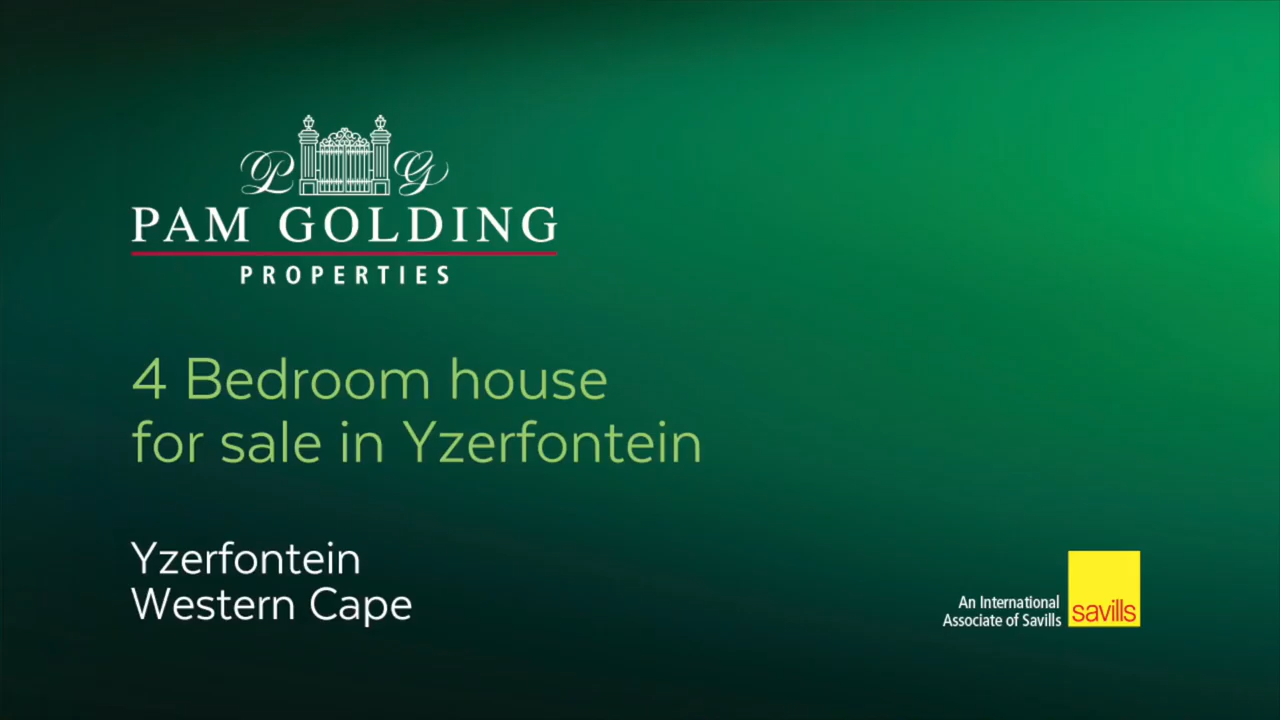 P G
PAM GOLDING
PROPERTIES
4 Bedroom house
for sale in Yzerfontein
Yzerfontein
Western Cape
An International
Associate of Savills
savills